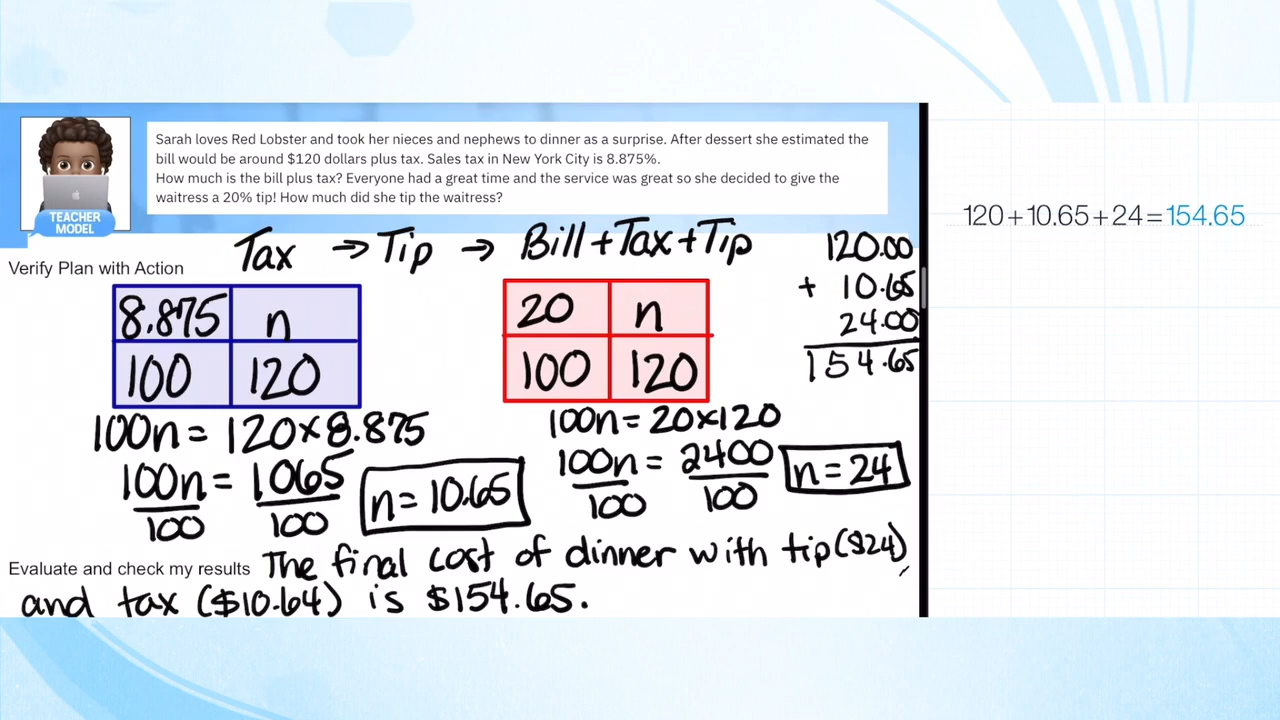 Sarah loves Red Lobster and took her nieces and nephews to dinner as a surprise. After dessert she estimated the
bill would be around $120 dollars plus tax. Sales tax in New York City is 8.875%.
How much is the bill plus tax? Everyone had a great time and the service was great so she decided to give the
waitress a 20% tip! How much did she tip the waitress?
TEACHER
MODEL
Verify Plan with Action
Tax → Tip → Bill+Tax+Tip
8.875 n
100 120
100n = 120×8.875
100n = 1065
100 100
n = 10.65
20 n
100 120
100n = 20×120
100n = 2400
100 100
n = 24
120.00
+ 10.65
24.00
154.65
Evaluate and check my results The final cost of dinner with tip ($24)
and tax ($10.64) is $154.65.
120+10.65+24=154.65